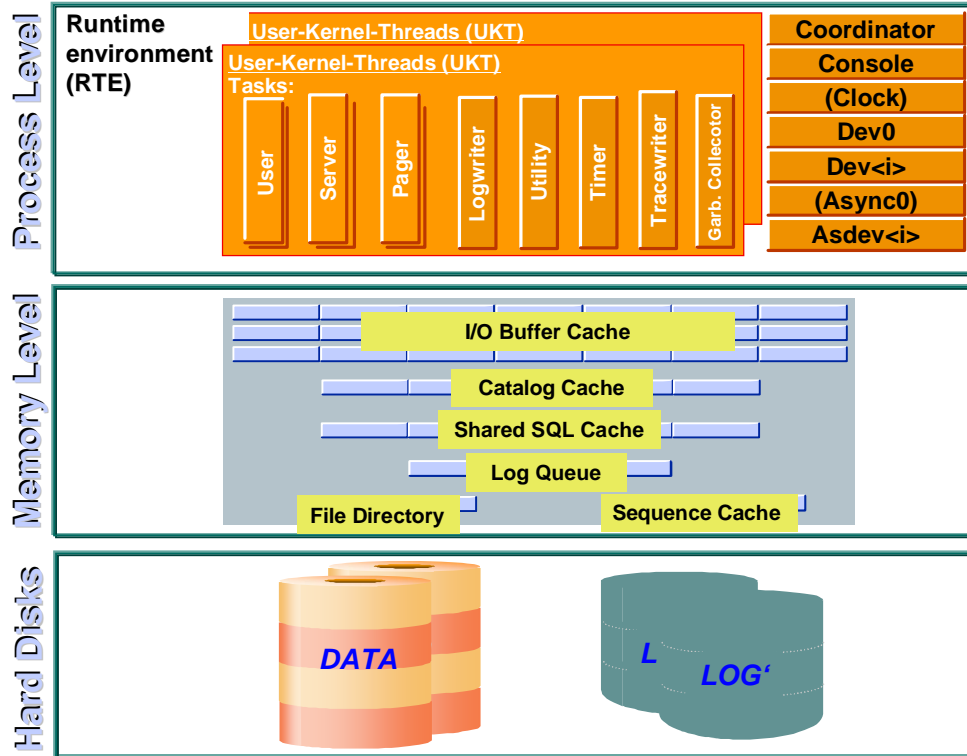 Process Level
Runtime
environment
(RTE)
User-Kernel-Threads (UKT)
User-Kernel-Threads (UKT)
Tasks:
User
Server
Pager
Logwriter
Utility
Timer
Tracewriter
Garb. Collecotor
Coordinator
Console
(Clock)
Dev0
Dev<i>
(Async0)
Asdev<i>
Memory Level
I/O Buffer Cache
Catalog Cache
Shared SQL Cache
Log Queue
File Directory
Sequence Cache
Hard Disks
DATA
L
LOG‘